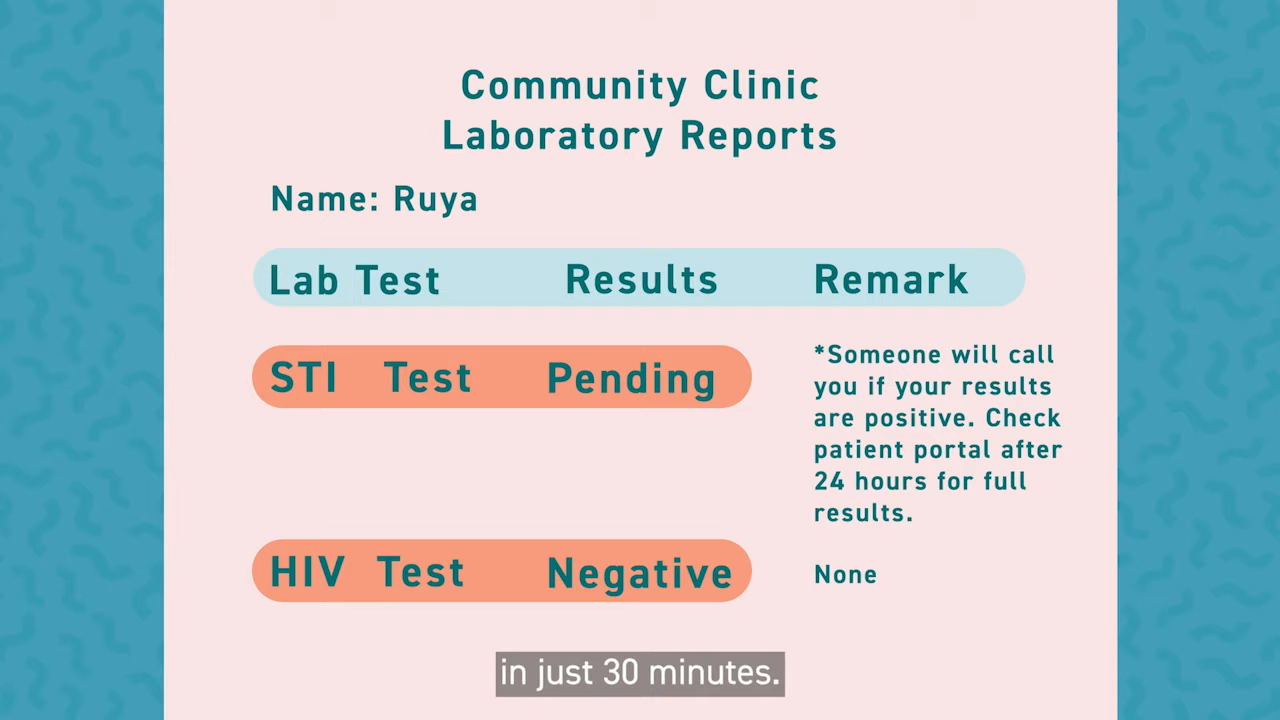 Community Clinic
Laboratory Reports
Name: Ruya
Lab Test Results Remark
STI Test Pending
*Someone will call
you if your results
are positive. Check
patient portal after
24 hours for full
results.
HIV Test Negative None
in just 30 minutes.